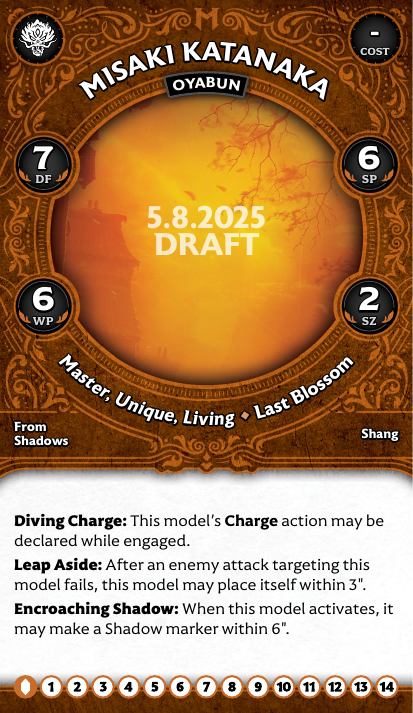 -
COST
MISAKI KATANAKA
OYABUN
7
DF
6
SP
5.8.2025
DRAFT
6
WP
2
SZ
Master, Unique, Living ◆ Last Blossom
From
Shadows
Shang
Diving Charge: This model's Charge action may be
declared while engaged.
Leap Aside: After an enemy attack targeting this
model fails, this model may place itself within 3".
Encroaching Shadow: When this model activates, it
may make a Shadow marker within 6".
1 2 3 4 5 6 7 8 9 10 11 12 13 14